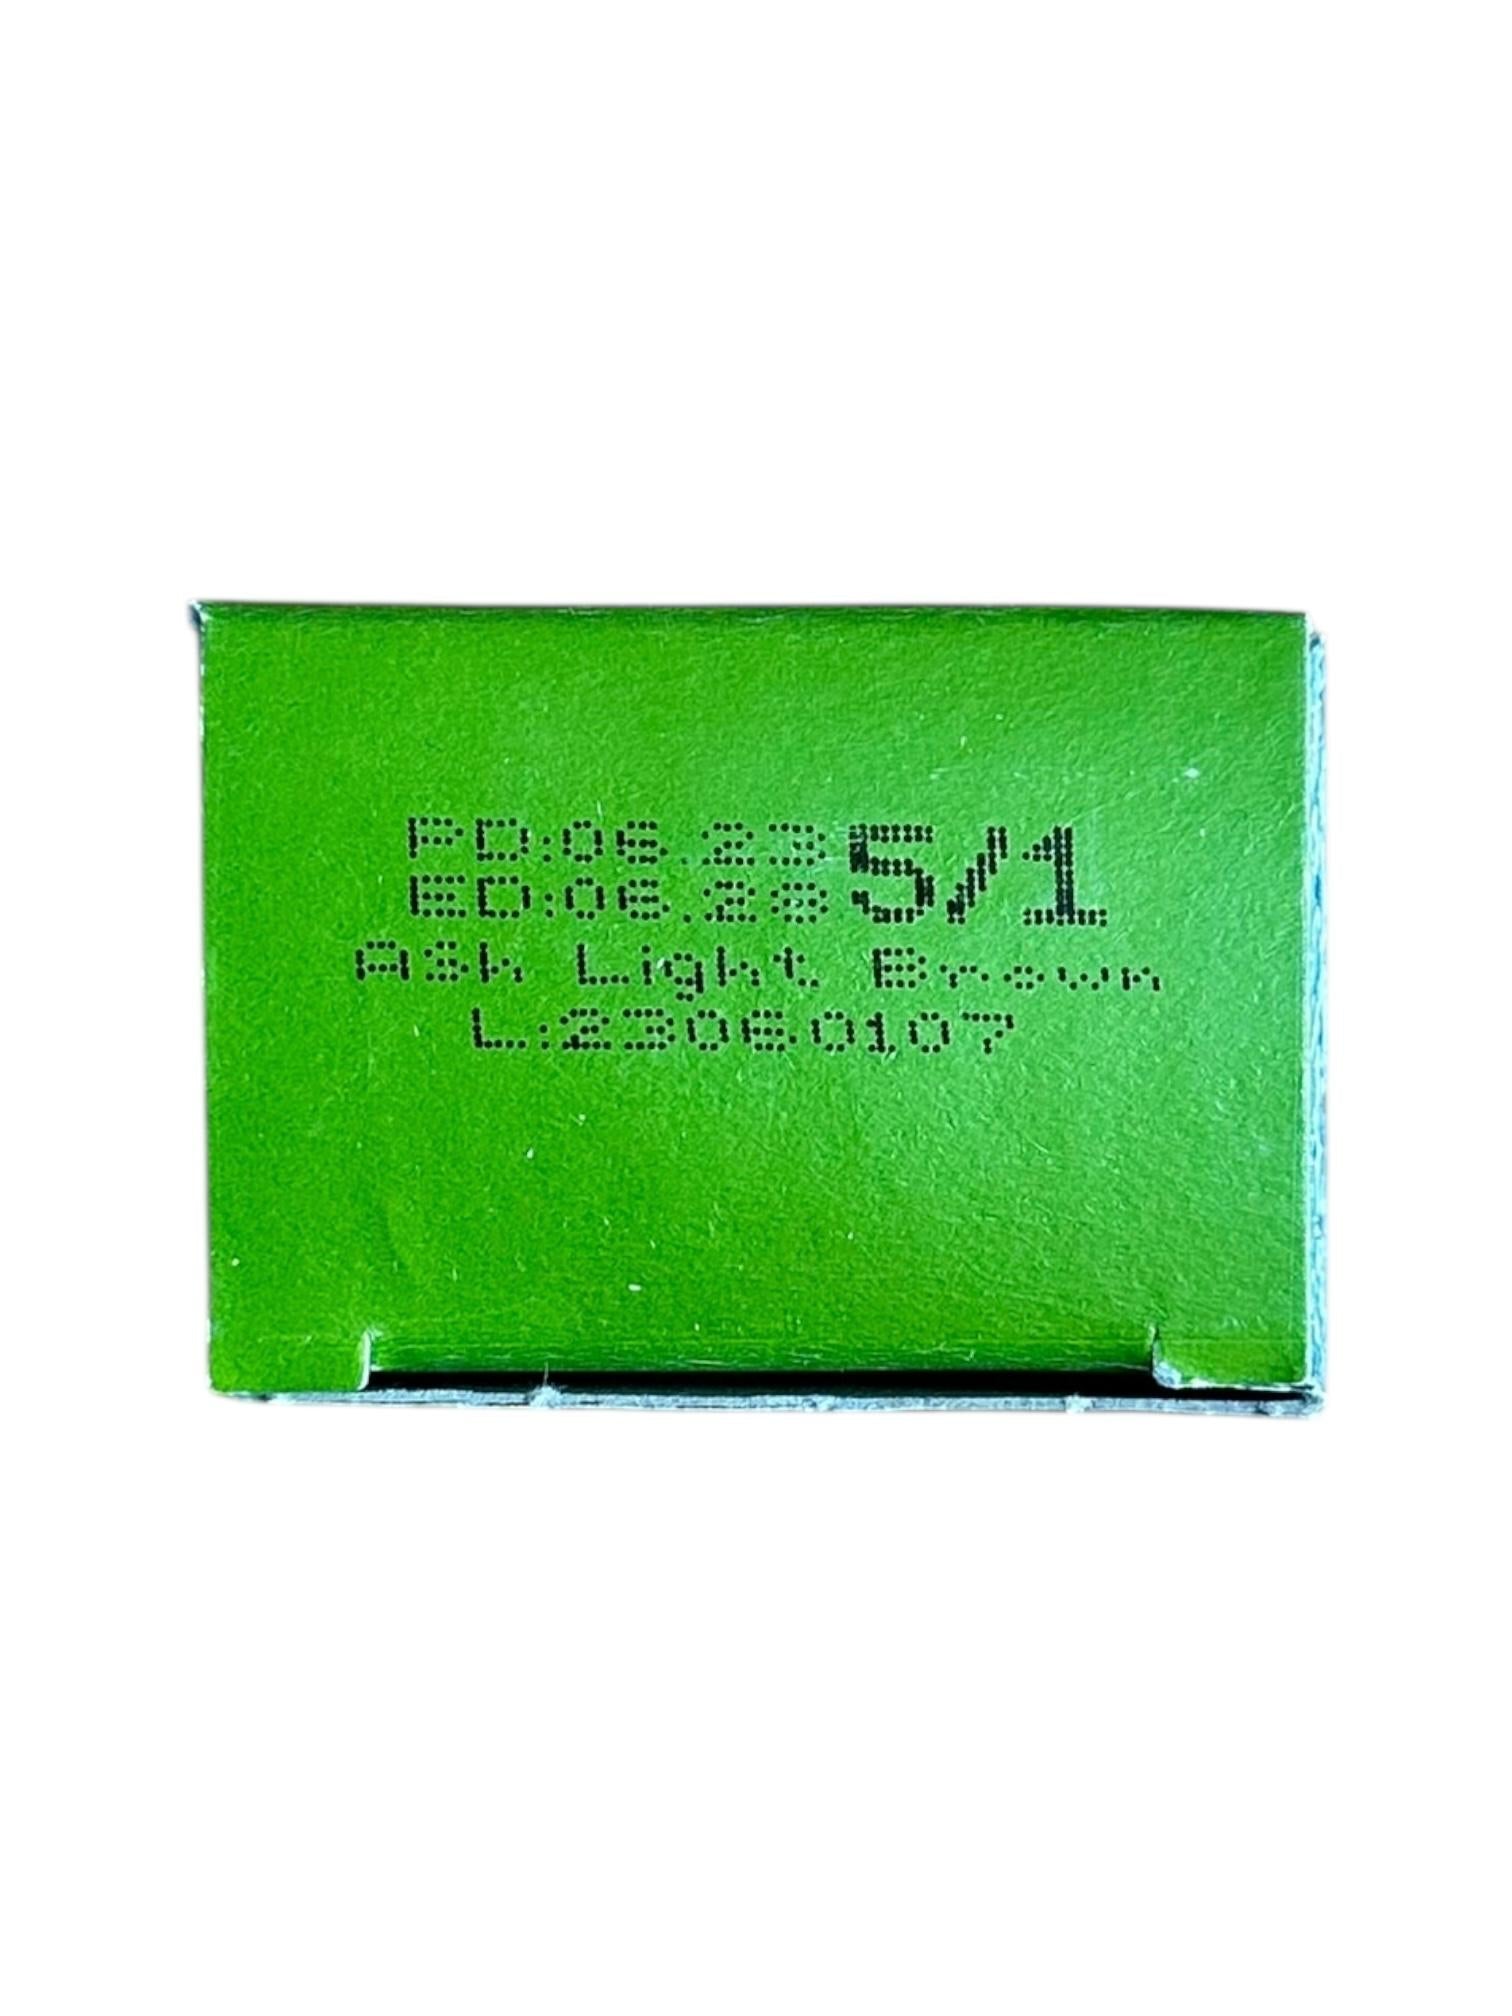 PD:06.23 5/1
ED:06.28
Ash Light Brown
L:23060107